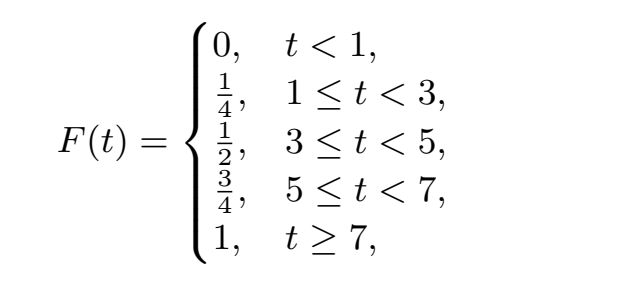 F(t) = { 0, t < 1,
1/4, 1 ≤ t < 3,
1/2, 3 ≤ t < 5,
3/4, 5 ≤ t < 7,
1, t ≥ 7,